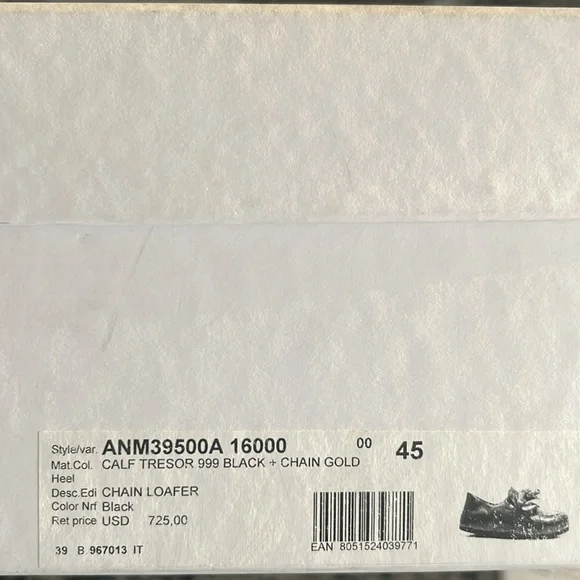 Style/var. ANM39500A 16000 00 45
Mat.Col. CALF TRESOR 999 BLACK + CHAIN GOLD
Heel
Desc.Edi CHAIN LOAFER
Color Nrf Black
Ret price USD 725,00
39 B 967013 IT
EAN 8051524039771